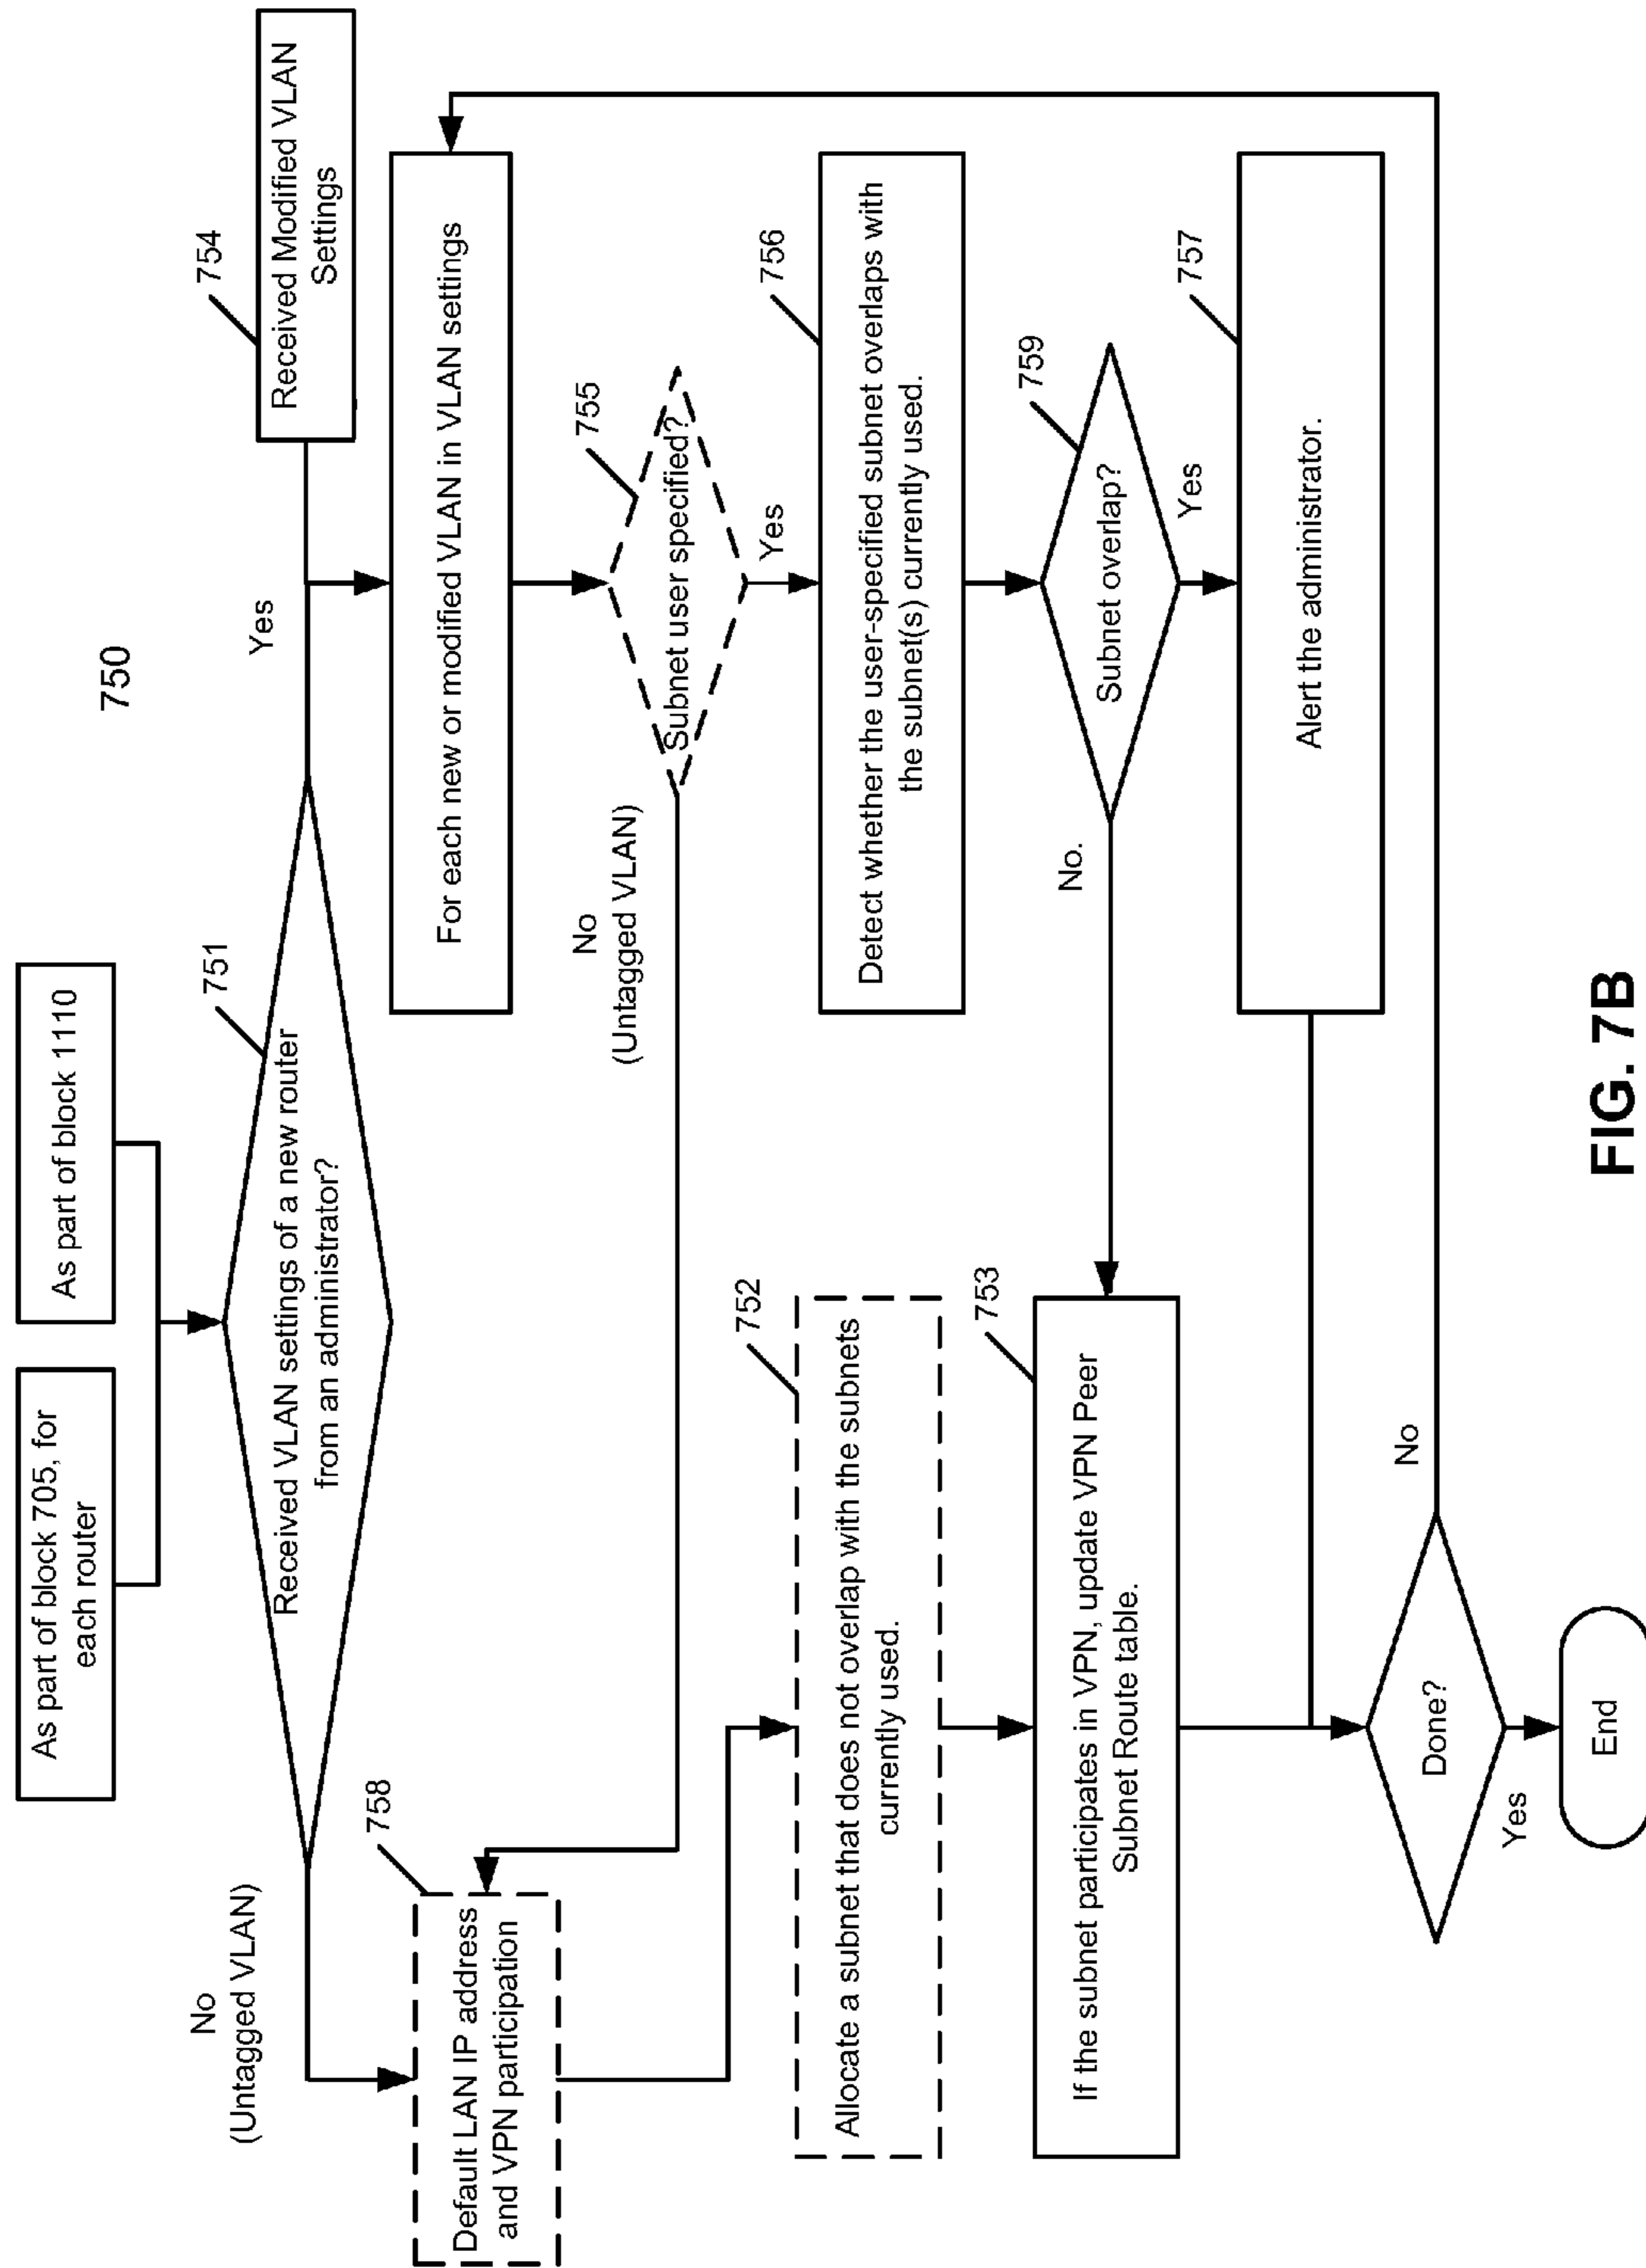 750
As part of block 705, for
each router
As part of block 1110
751
Received VLAN settings of a new router
from an administrator?
No
(Untagged VLAN)
Yes
754
Received Modified VLAN
Settings
758
Default LAN IP address
and VPN participation
For each new or modified VLAN in VLAN settings
755
Subnet user specified?
No
(Untagged VLAN)
Yes
752
Allocate a subnet that does not overlap with the subnets
currently used.
756
Detect whether the user-specified subnet overlaps with
the subnet(s) currently used.
753
If the subnet participates in VPN, update VPN Peer
Subnet Route table.
No.
759
Subnet overlap?
Yes
757
Alert the administrator.
Done?
No
Yes
End
FIG. 7B